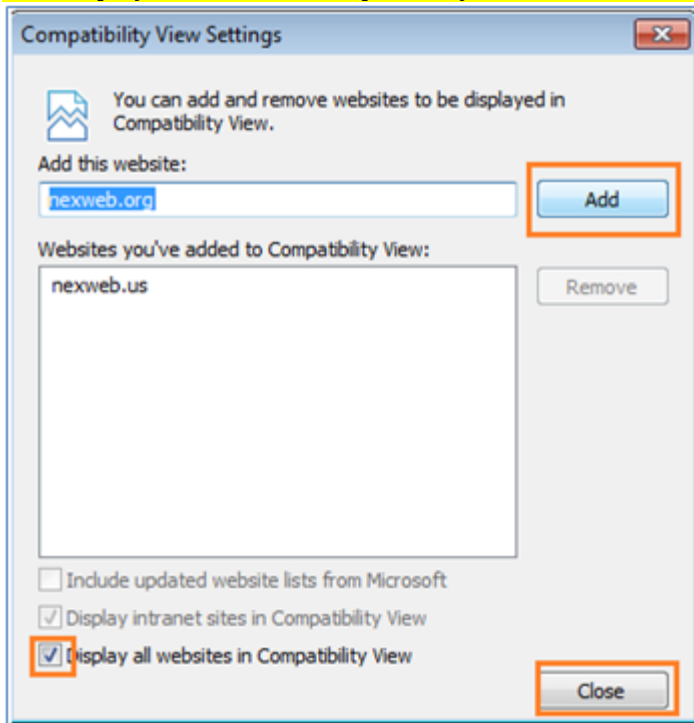 Compatibility View Settings
You can add and remove websites to be displayed in
Compatibility View.
Add this website:
nexweb.org
Add
Websites you've added to Compatibility View:
nexweb.us
Remove
Include updated website lists from Microsoft
Display intranet sites in Compatibility View
Display all websites in Compatibility View
Close